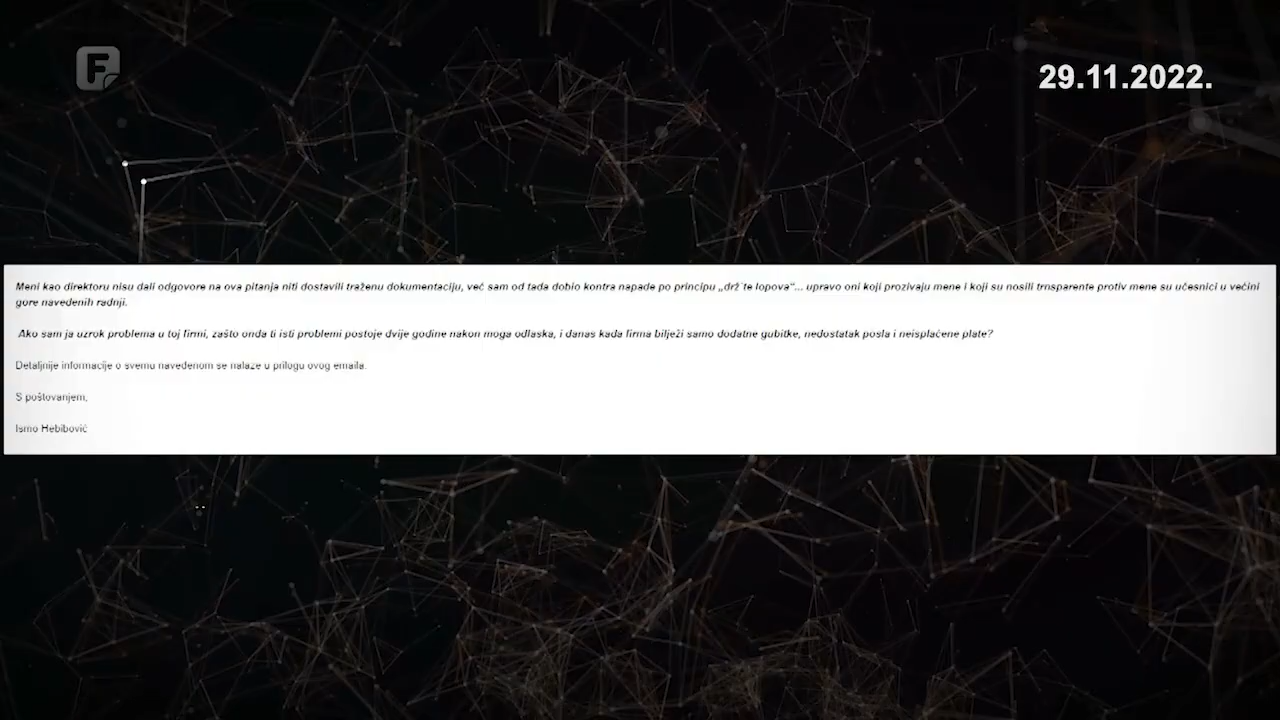 F
29.11.2022.
Meni kao direktoru nisu dali odgovore na ova pitanja niti dostavili traženu dokumentaciju, već sam od tada dobio kontra napade po principu „drž´te lopova“... upravo oni koji prozivaju mene i koji su nosili trnsparente protiv mene su učesnici u većini
gore navedenih radnji.
Ako sam ja uzrok problema u toj firmi, zašto onda ti isti problemi postoje dvije godine nakon moga odlaska, i danas kada firma bilježi samo dodatne gubitke, nedostatak posla i neisplaćene plate?
Detaljnije informacije o svemu navedenom se nalaze u prilogu ovog emaila.
S poštovanjem,
Ismo Hebibović